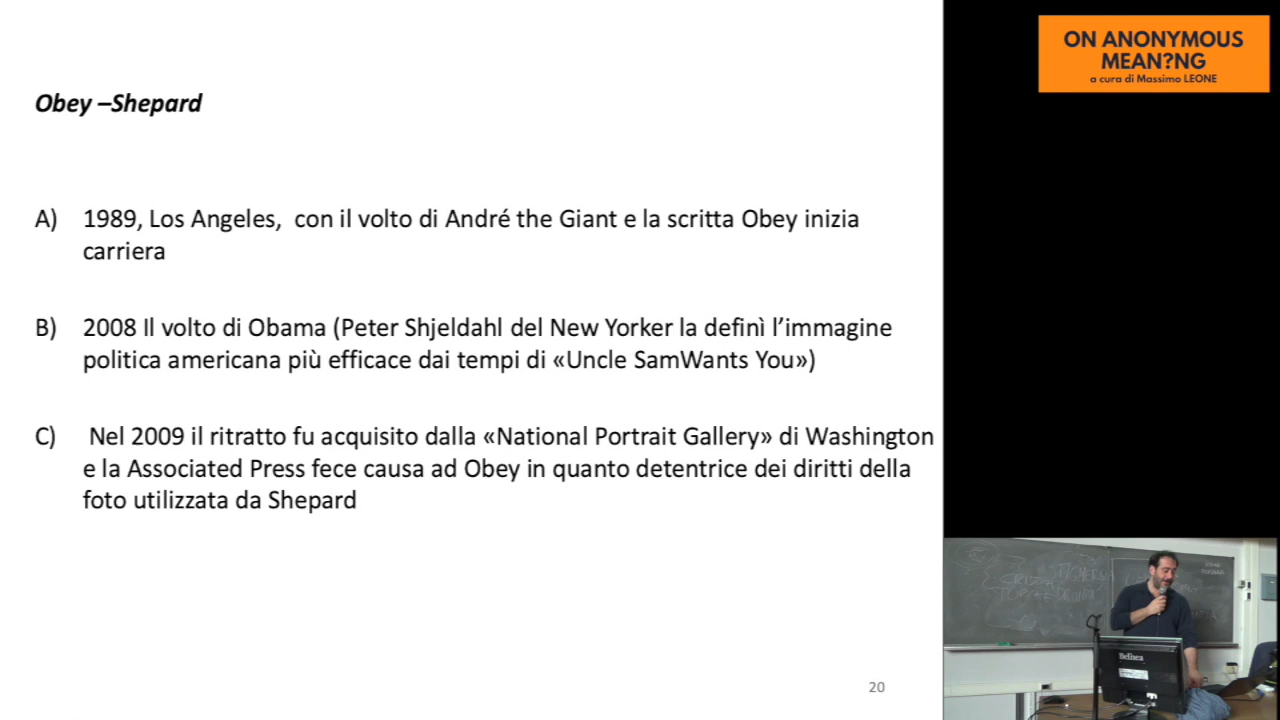 Obey –Shepard
A) 1989, Los Angeles, con il volto di André the Giant e la scritta Obey inizia
carriera
B) 2008 Il volto di Obama (Peter Shjeldahl del New Yorker la definì l’immagine
politica americana più efficace dai tempi di «Uncle SamWants You»)
C) Nel 2009 il ritratto fu acquisito dalla «National Portrait Gallery» di Washington
e la Associated Press fece causa ad Obey in quanto detentrice dei diritti della
foto utilizzata da Shepard
20
ON ANONYMOUS
MEAN?NG
a cura di Massimo LEONE
Belinea